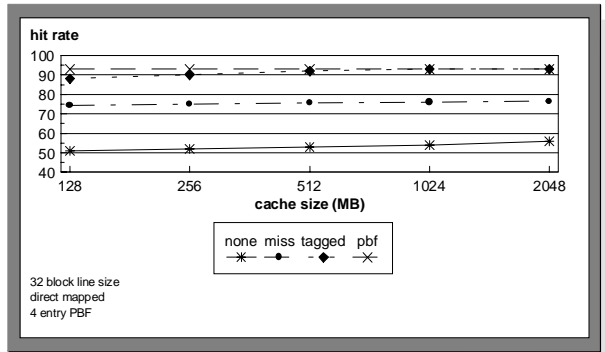 hit rate
100
90
80
70
60
50
40
128 256 512 1024 2048
cache size (MB)
none miss tagged pbf
32 block line size
direct mapped
4 entry PBF